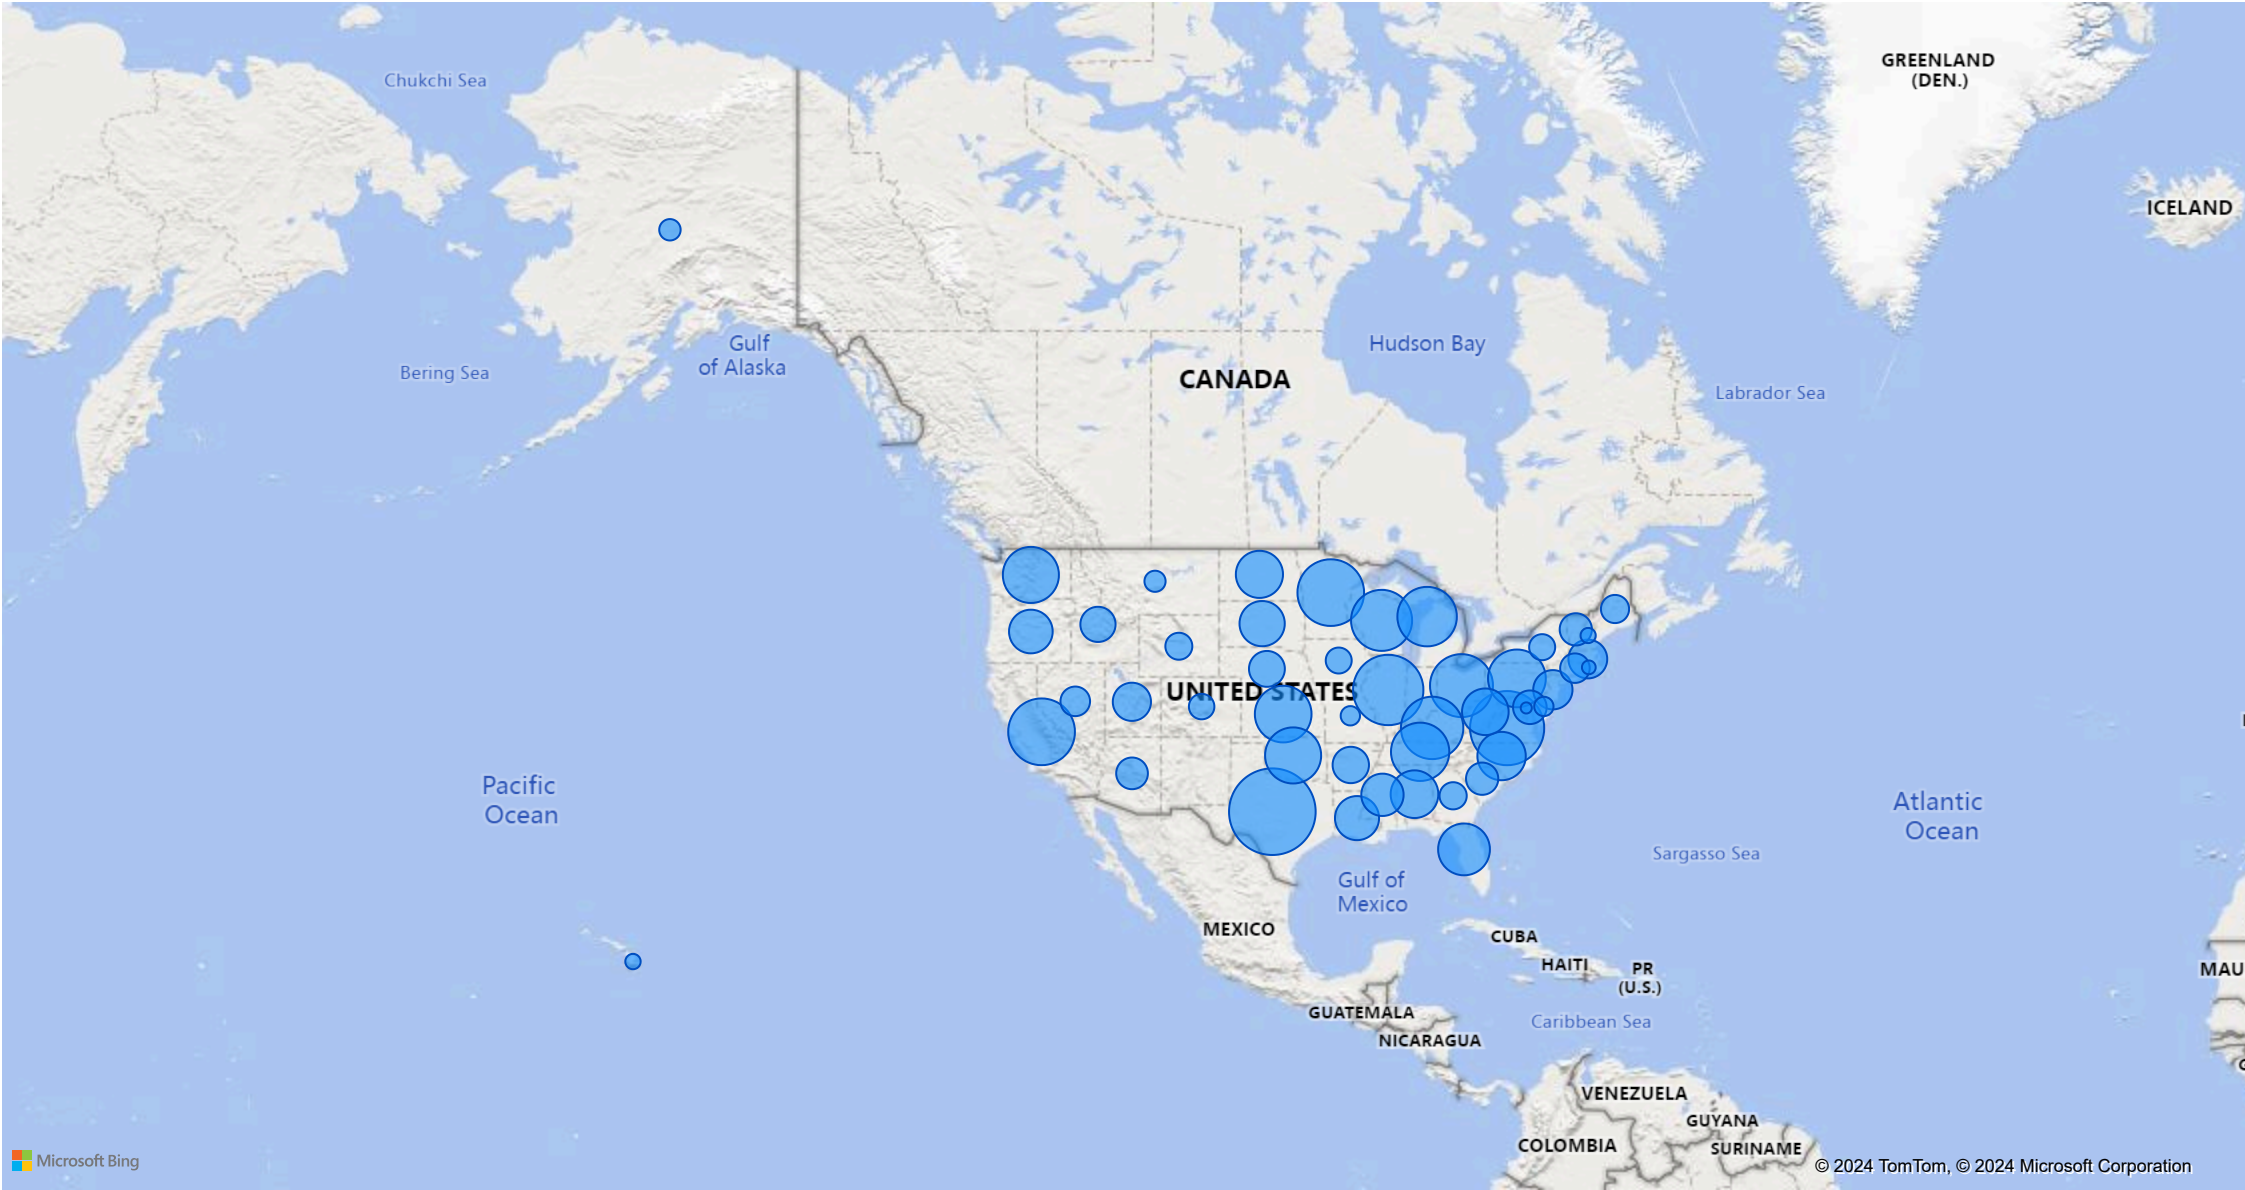 Chukchi Sea
GREENLAND
(DEN.)
ICELAND
Gulf
of Alaska
Hudson Bay
Bering Sea
CANADA
Labrador Sea
UNITED STATES
Pacific
Ocean
Atlantic
Ocean
Sargasso Sea
Gulf of
Mexico
MEXICO
CUBA
HAITI
PR
(U.S.)
MAU
GUATEMALA
Caribbean Sea
NICARAGUA
VENEZUELA
GUYANA
COLOMBIA
SURINAME
Microsoft Bing
© 2024 TomTom, © 2024 Microsoft Corporation